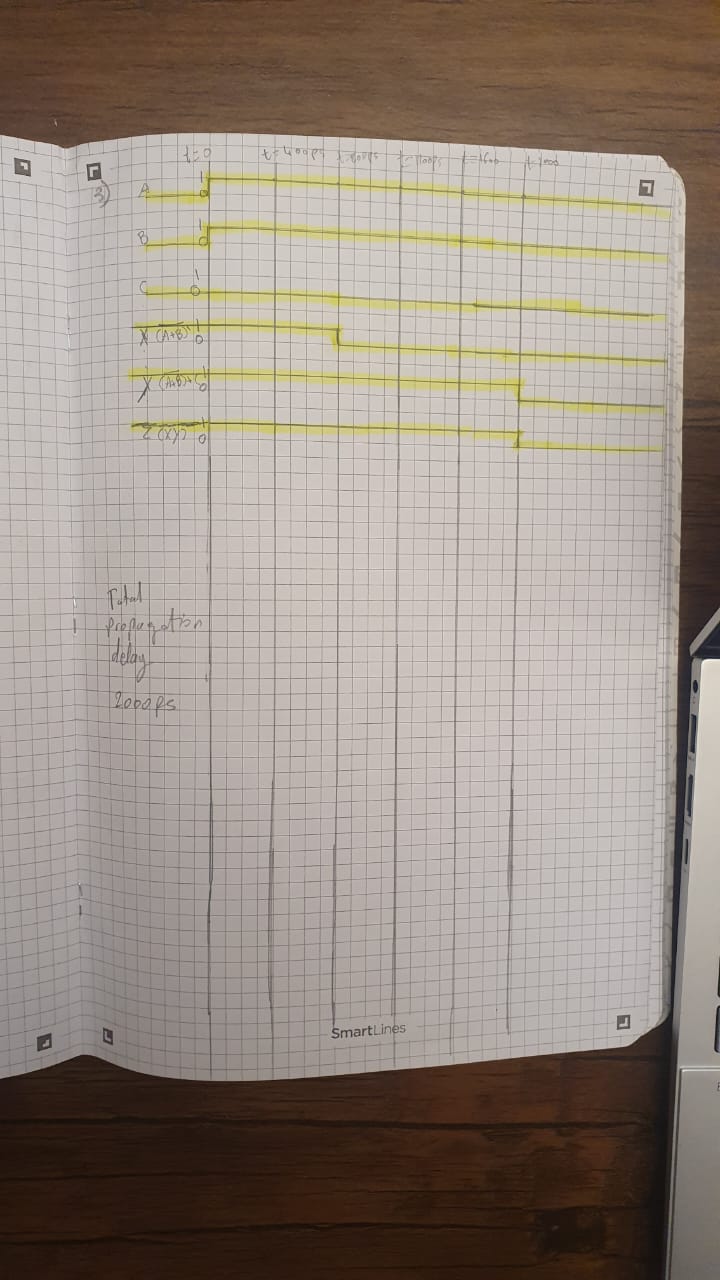 t=0 t=400ps t=800ps t=1200ps t=1600 t=2000
3) A 1 0
B 1 0
C 1 0
X (A+B)' 1 0
1 0
Z (XY) 1 0
Total
propagation
delay
2000ps
SmartLines